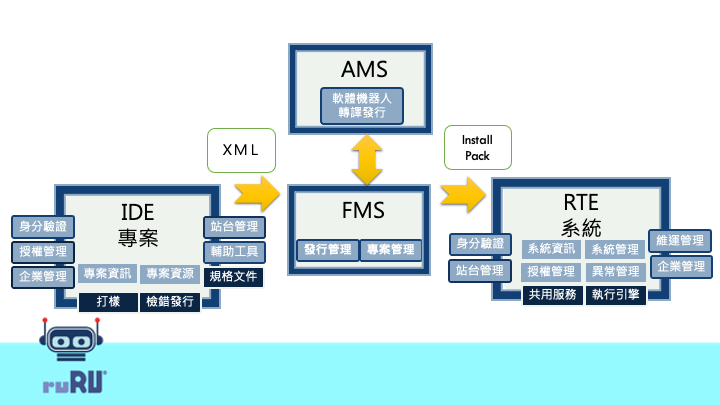 AMS
軟體機器人
轉譯發行
XML
Install
Pack
IDE
專案
身分驗證
授權管理
企業管理
站台管理
輔助工具
規格文件
專案資訊
專案資源
打樣
檢錯發行
FMS
發行管理
專案管理
RTE
系統
身分驗證
站台管理
系統資訊
系統管理
授權管理
異常管理
共用服務
執行引擎
維運管理
企業管理
ruRU®